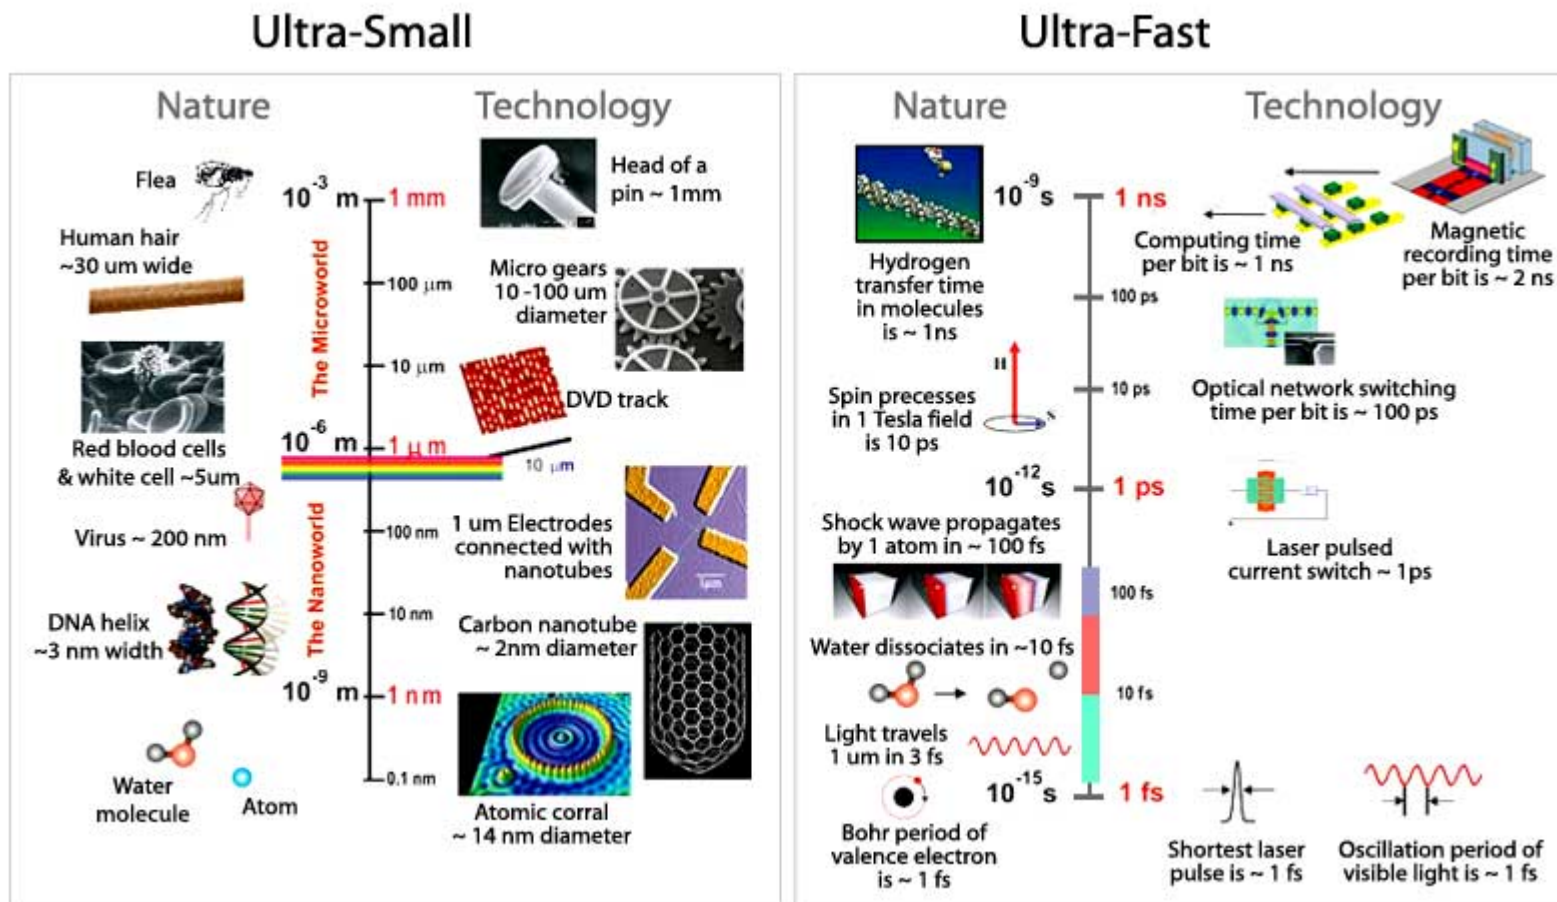 Ultra-Small
Nature
Technology
Flea
10-3 m
1 mm
Head of a
pin ~ 1mm
Human hair
~30 um wide
The Microworld
100 μm
Micro gears
10 -100 um
diameter
10 μm
DVD track
Red blood cells
& white cell ~5um
10-6 m
1 μm
10 μm
Virus ~ 200 nm
The Nanoworld
100 nm
1 um Electrodes
connected with
nanotubes
1μm
DNA helix
~3 nm width
10 nm
Carbon nanotube
~ 2nm diameter
10-9 m
1 nm
Water
molecule
Atom
0.1 nm
Atomic corral
~ 14 nm diameter
Ultra-Fast
Nature
Technology
10-9 s
1 ns
Hydrogen
transfer time
in molecules
is ~ 1ns
Computing time
per bit is ~ 1 ns
Magnetic
recording time
per bit is ~ 2 ns
100 ps
H
S
Spin precesses
in 1 Tesla field
is 10 ps
10 ps
Optical network switching
time per bit is ~ 100 ps
10-12 s
1 ps
Laser pulsed
current switch ~ 1ps
Shock wave propagates
by 1 atom in ~ 100 fs
100 fs
Water dissociates in ~10 fs
10 fs
Light travels
1 um in 3 fs
10-15 s
1 fs
Bohr period of
valence electron
is ~ 1 fs
Shortest laser
pulse is ~ 1 fs
Oscillation period of
visible light is ~ 1 fs